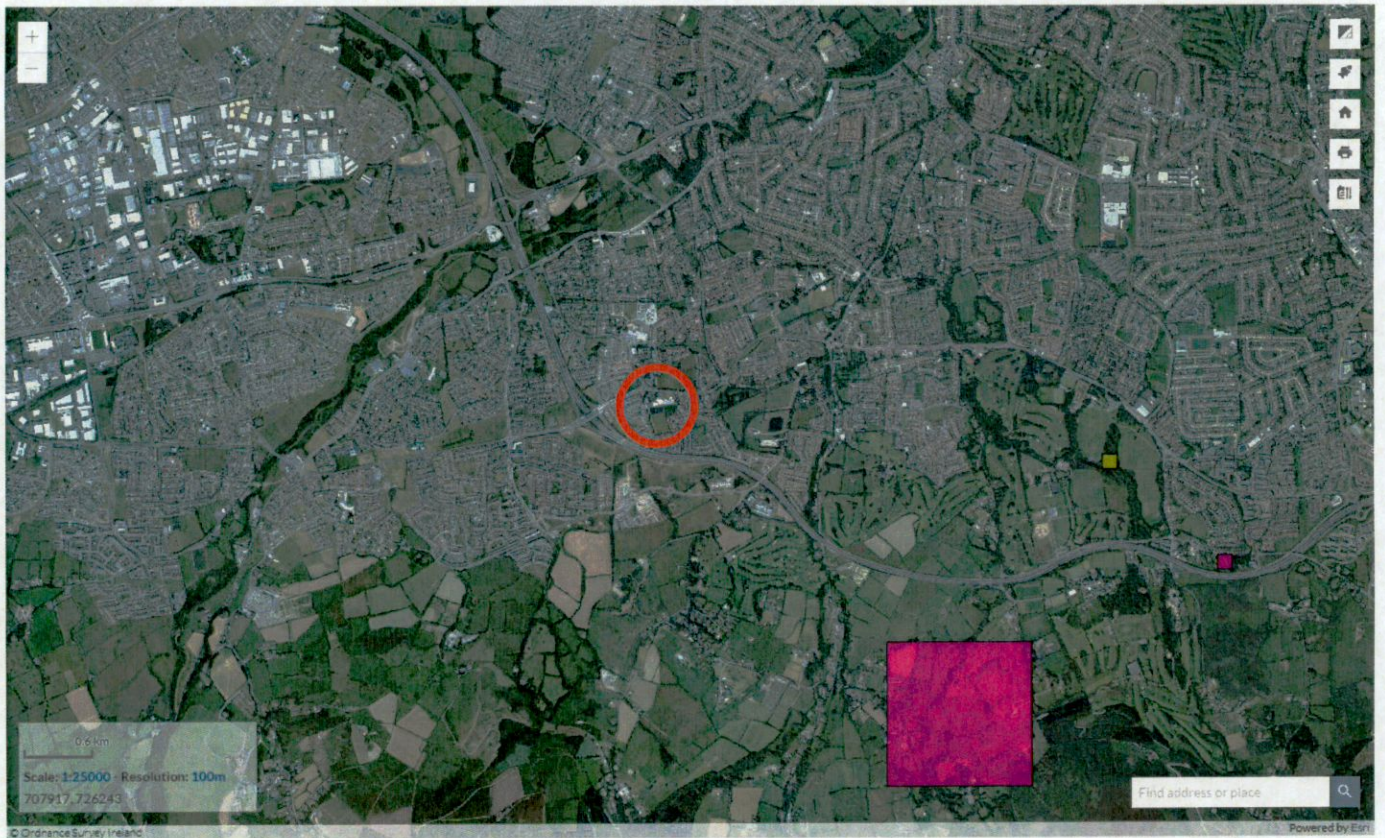 +
−
0.6 km
Scale: 1:25000 - Resolution: 100m
707917, 726243
Find address or place
© Ordnance Survey Ireland
Powered by Esri